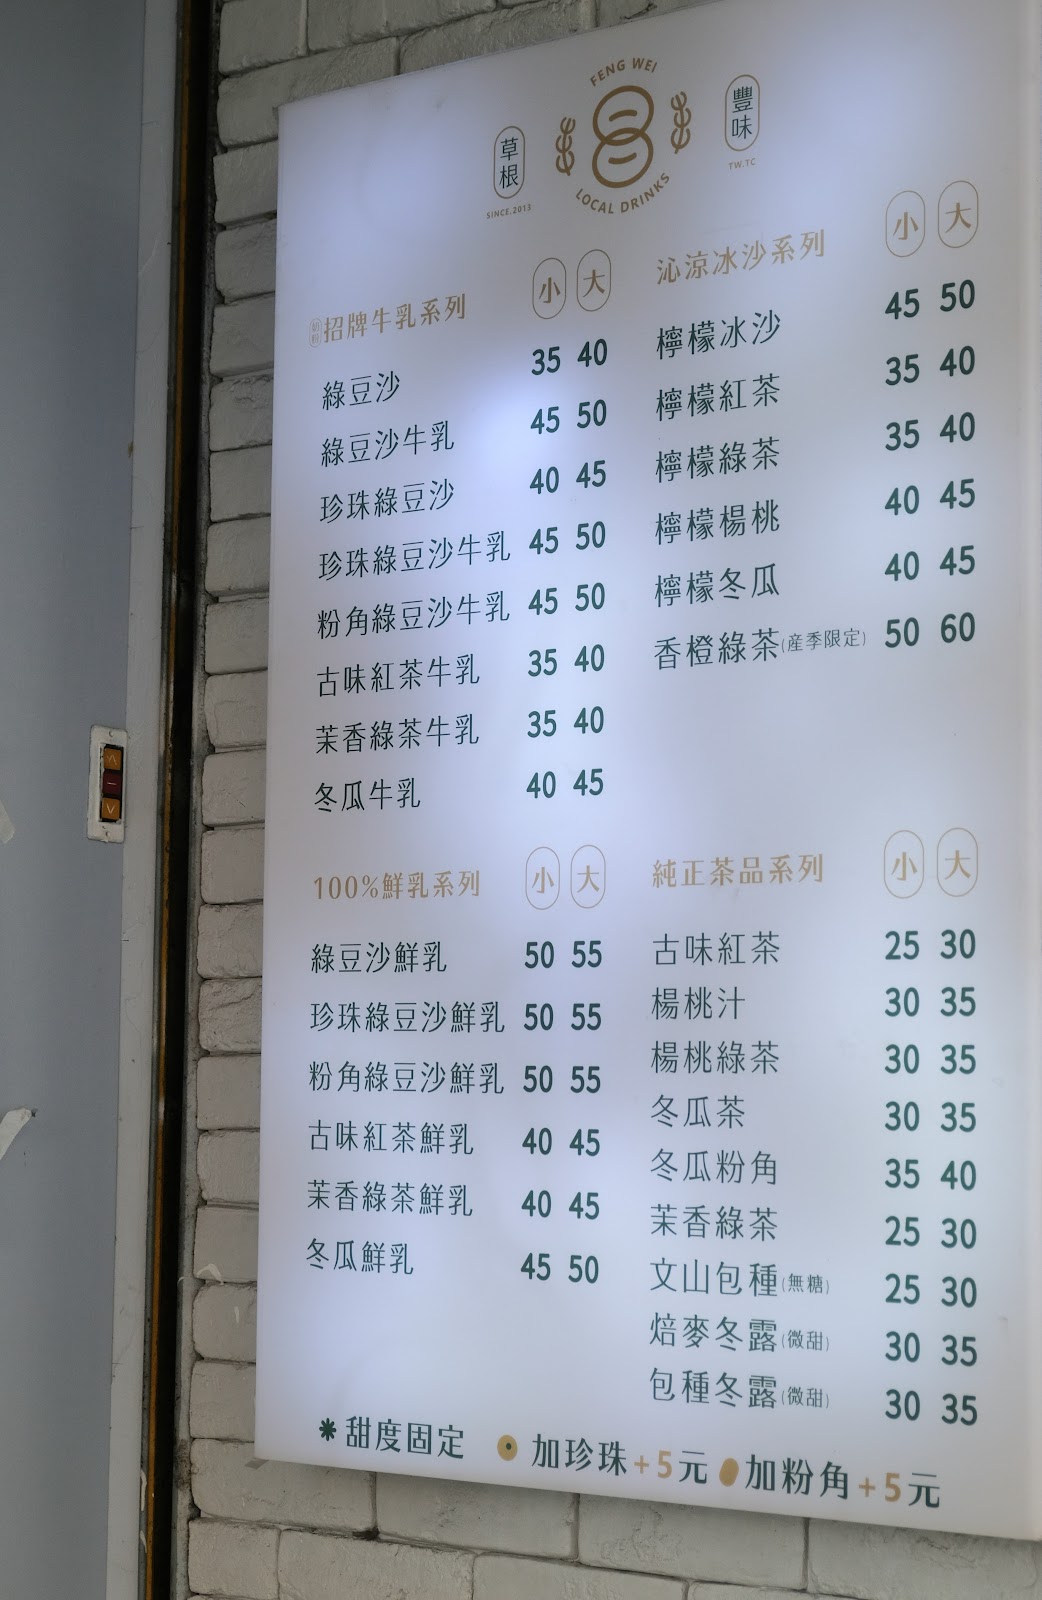 草根
SINCE.2013
FENG WEI
LOCAL DRINKS
豐味
TW.TC
招牌牛乳系列 小 大
綠豆沙 35 40
綠豆沙牛乳 45 50
珍珠綠豆沙 40 45
珍珠綠豆沙牛乳 45 50
粉角綠豆沙牛乳 45 50
古味紅茶牛乳 35 40
茉香綠茶牛乳 35 40
冬瓜牛乳 40 45
沁涼冰沙系列 小 大
檸檬冰沙 45 50
檸檬紅茶 35 40
檸檬綠茶 35 40
檸檬楊桃 40 45
檸檬冬瓜 40 45
香橙綠茶(產季限定) 50 60
100%鮮乳系列 小 大
綠豆沙鮮乳 50 55
珍珠綠豆沙鮮乳 50 55
粉角綠豆沙鮮乳 50 55
古味紅茶鮮乳 40 45
茉香綠茶鮮乳 40 45
冬瓜鮮乳 45 50
純正茶品系列 小 大
古味紅茶 25 30
楊桃汁 30 35
楊桃綠茶 30 35
冬瓜茶 30 35
冬瓜粉角 35 40
茉香綠茶 25 30
文山包種(無糖) 25 30
焙麥冬露(微甜) 30 35
包種冬露(微甜) 30 35
*甜度固定 加珍珠+5元 加粉角+5元